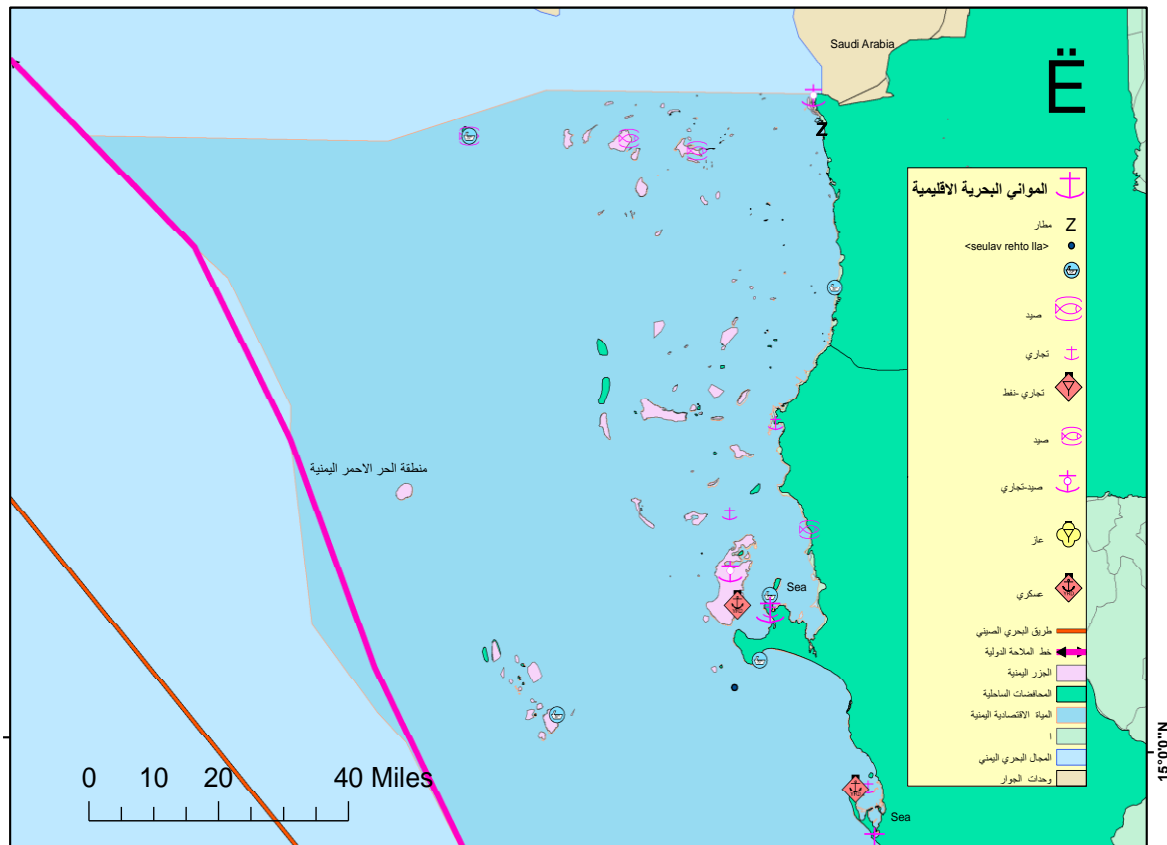 Saudi Arabia
Ë
Z
المواني البحرية الاقليمية
مطار Z
<seulav rehto lla>
صيد
تجاري
تجاري -نفط
صيد
صيد-تجاري
عاز
عسكري
طريق البحري الصيني
خط الملاحة الدولية
الجزر اليمنية
المحافضات الساحلية
المياة الاقتصادية اليمنية
ا
المجال البحري اليمني
وحدات الجوار
منطقة الحر الاحمر اليمنية
Sea
Sea
0 10 20 40 Miles
15°0'0"N